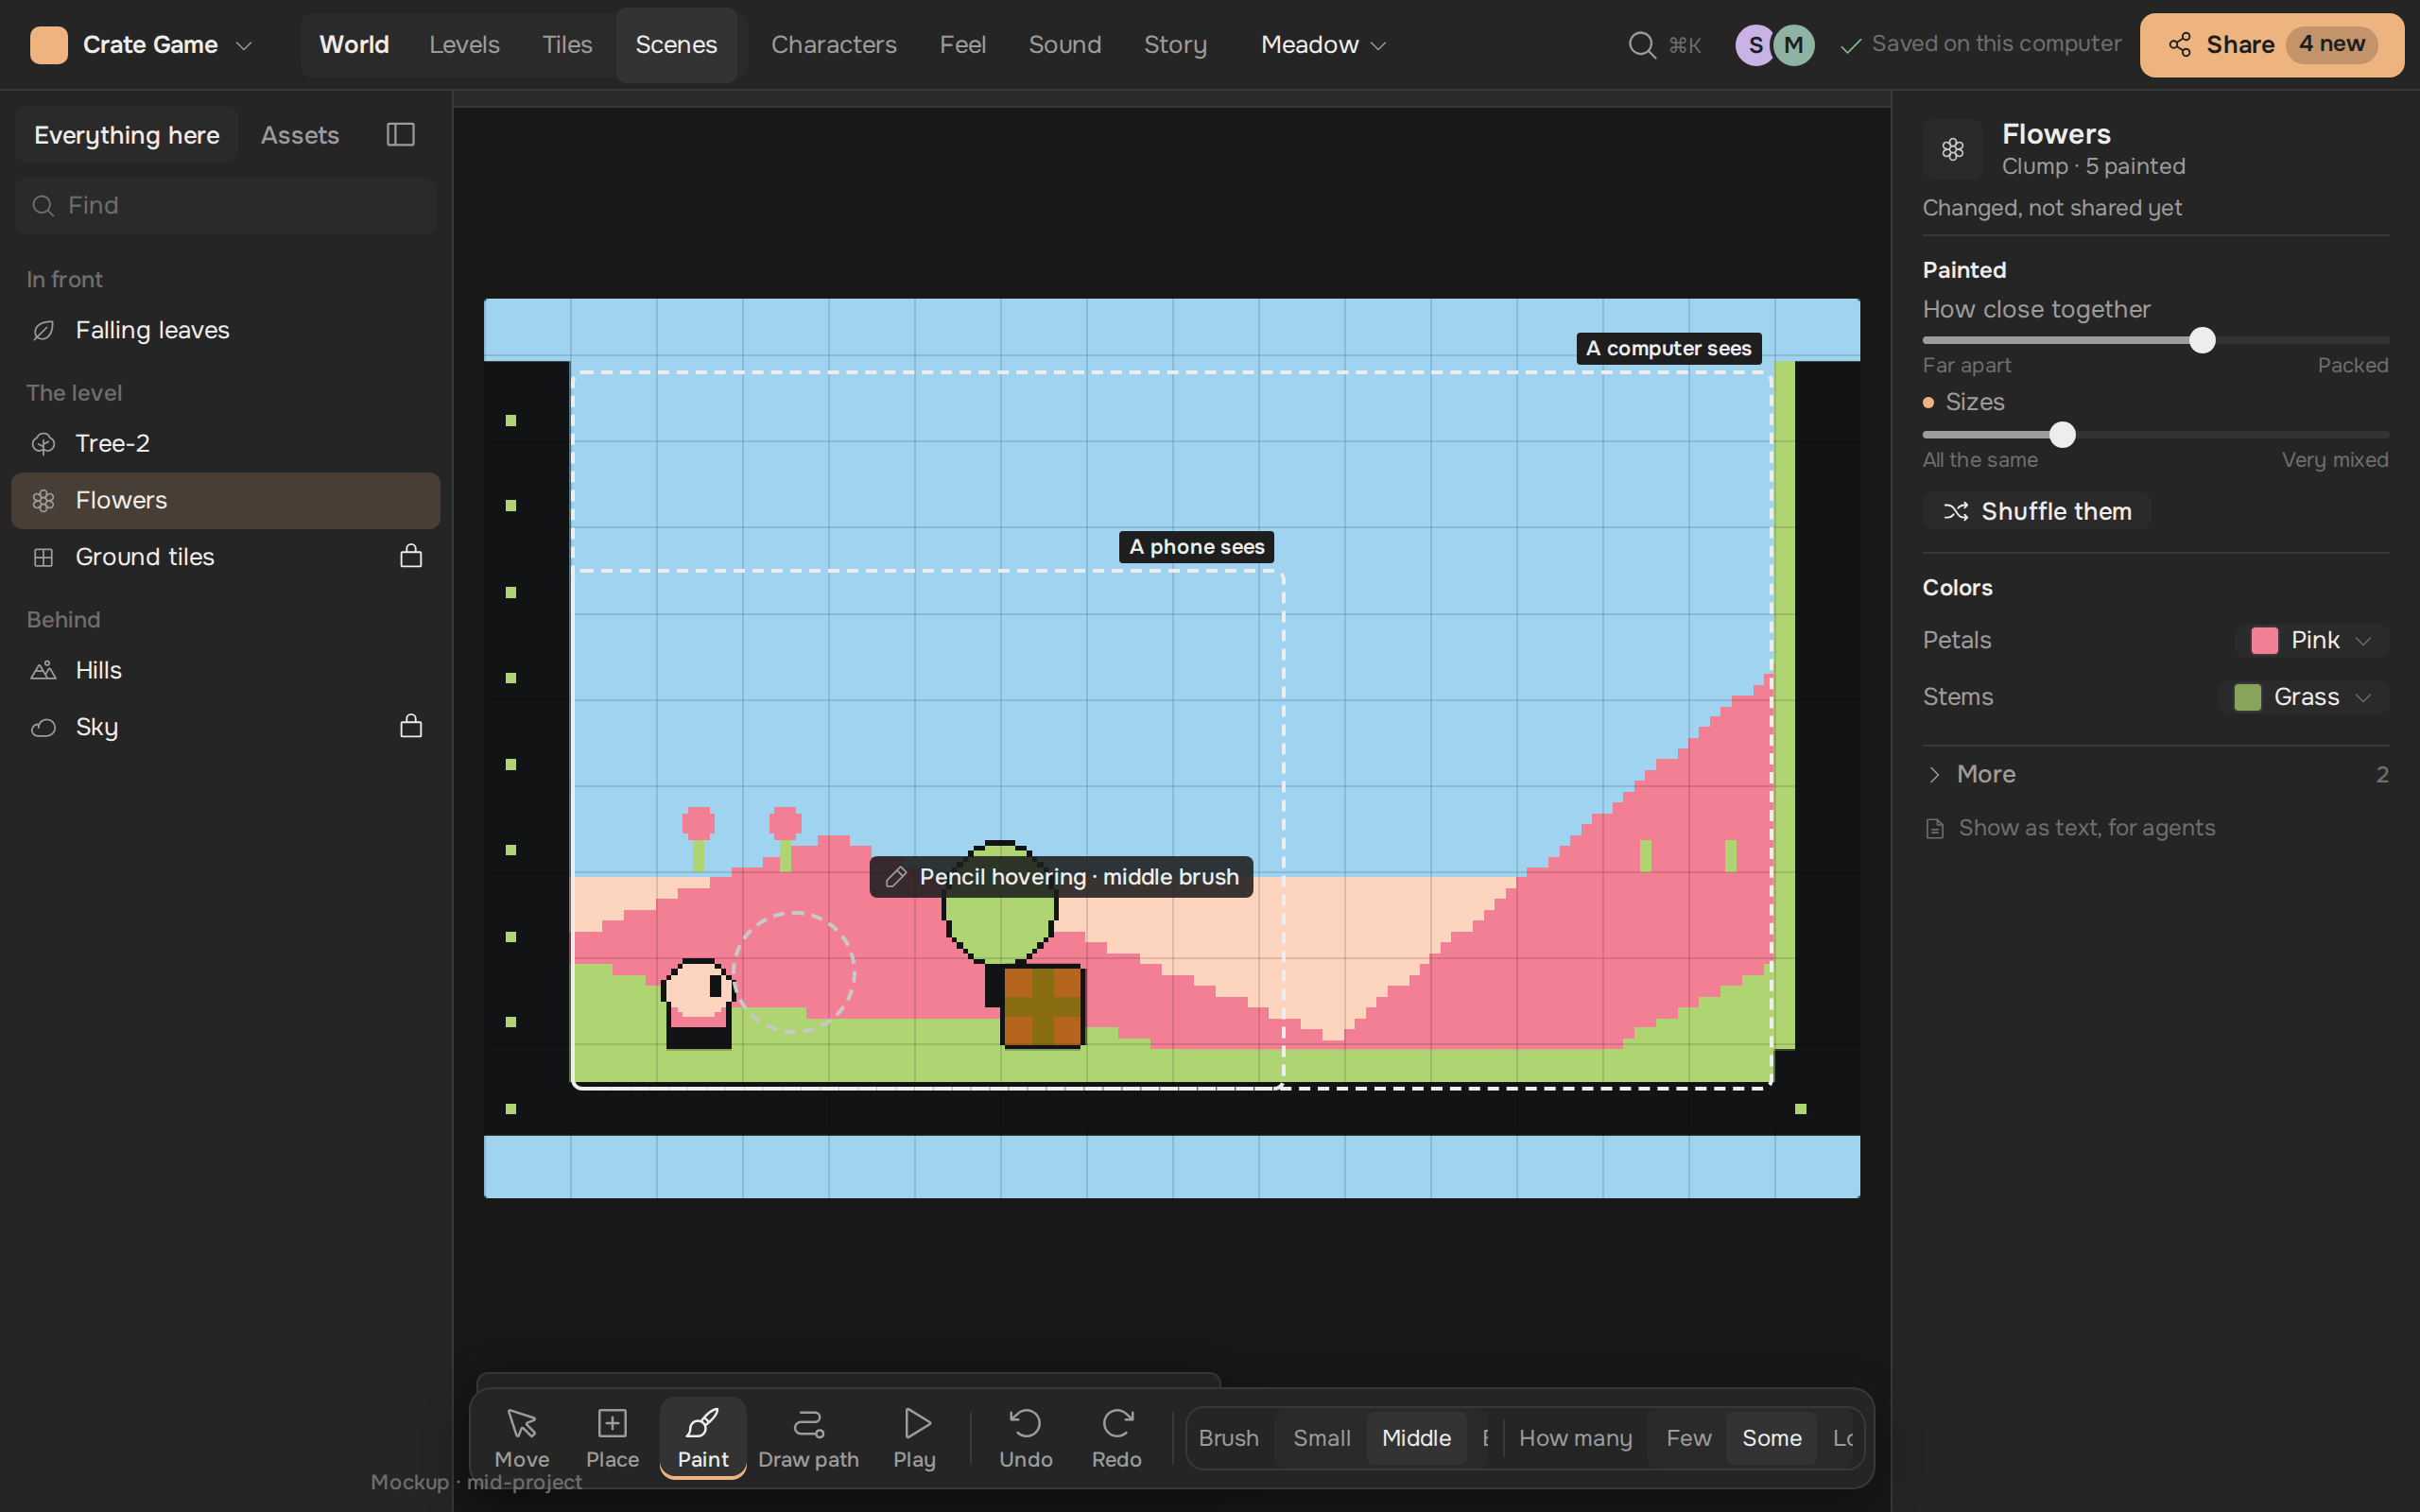 Crate Game
World Levels Tiles Scenes Characters Feel Sound Story Meadow
⌘K
S M
Saved on this computer
Share 4 new
Everything here Assets
Find
In front
Falling leaves
The level
Tree-2
Flowers
Ground tiles
Behind
Hills
Sky
A computer sees
A phone sees
Pencil hovering · middle brush
Flowers
Clump · 5 painted
Changed, not shared yet
Painted
How close together
Far apart Packed
Sizes
All the same Very mixed
Shuffle them
Colors
Petals Pink
Stems Grass
More 2
Show as text, for agents
Move Place Paint Draw path Play Undo Redo
Brush Small Middle
How many Few Some
Mockup · mid-project